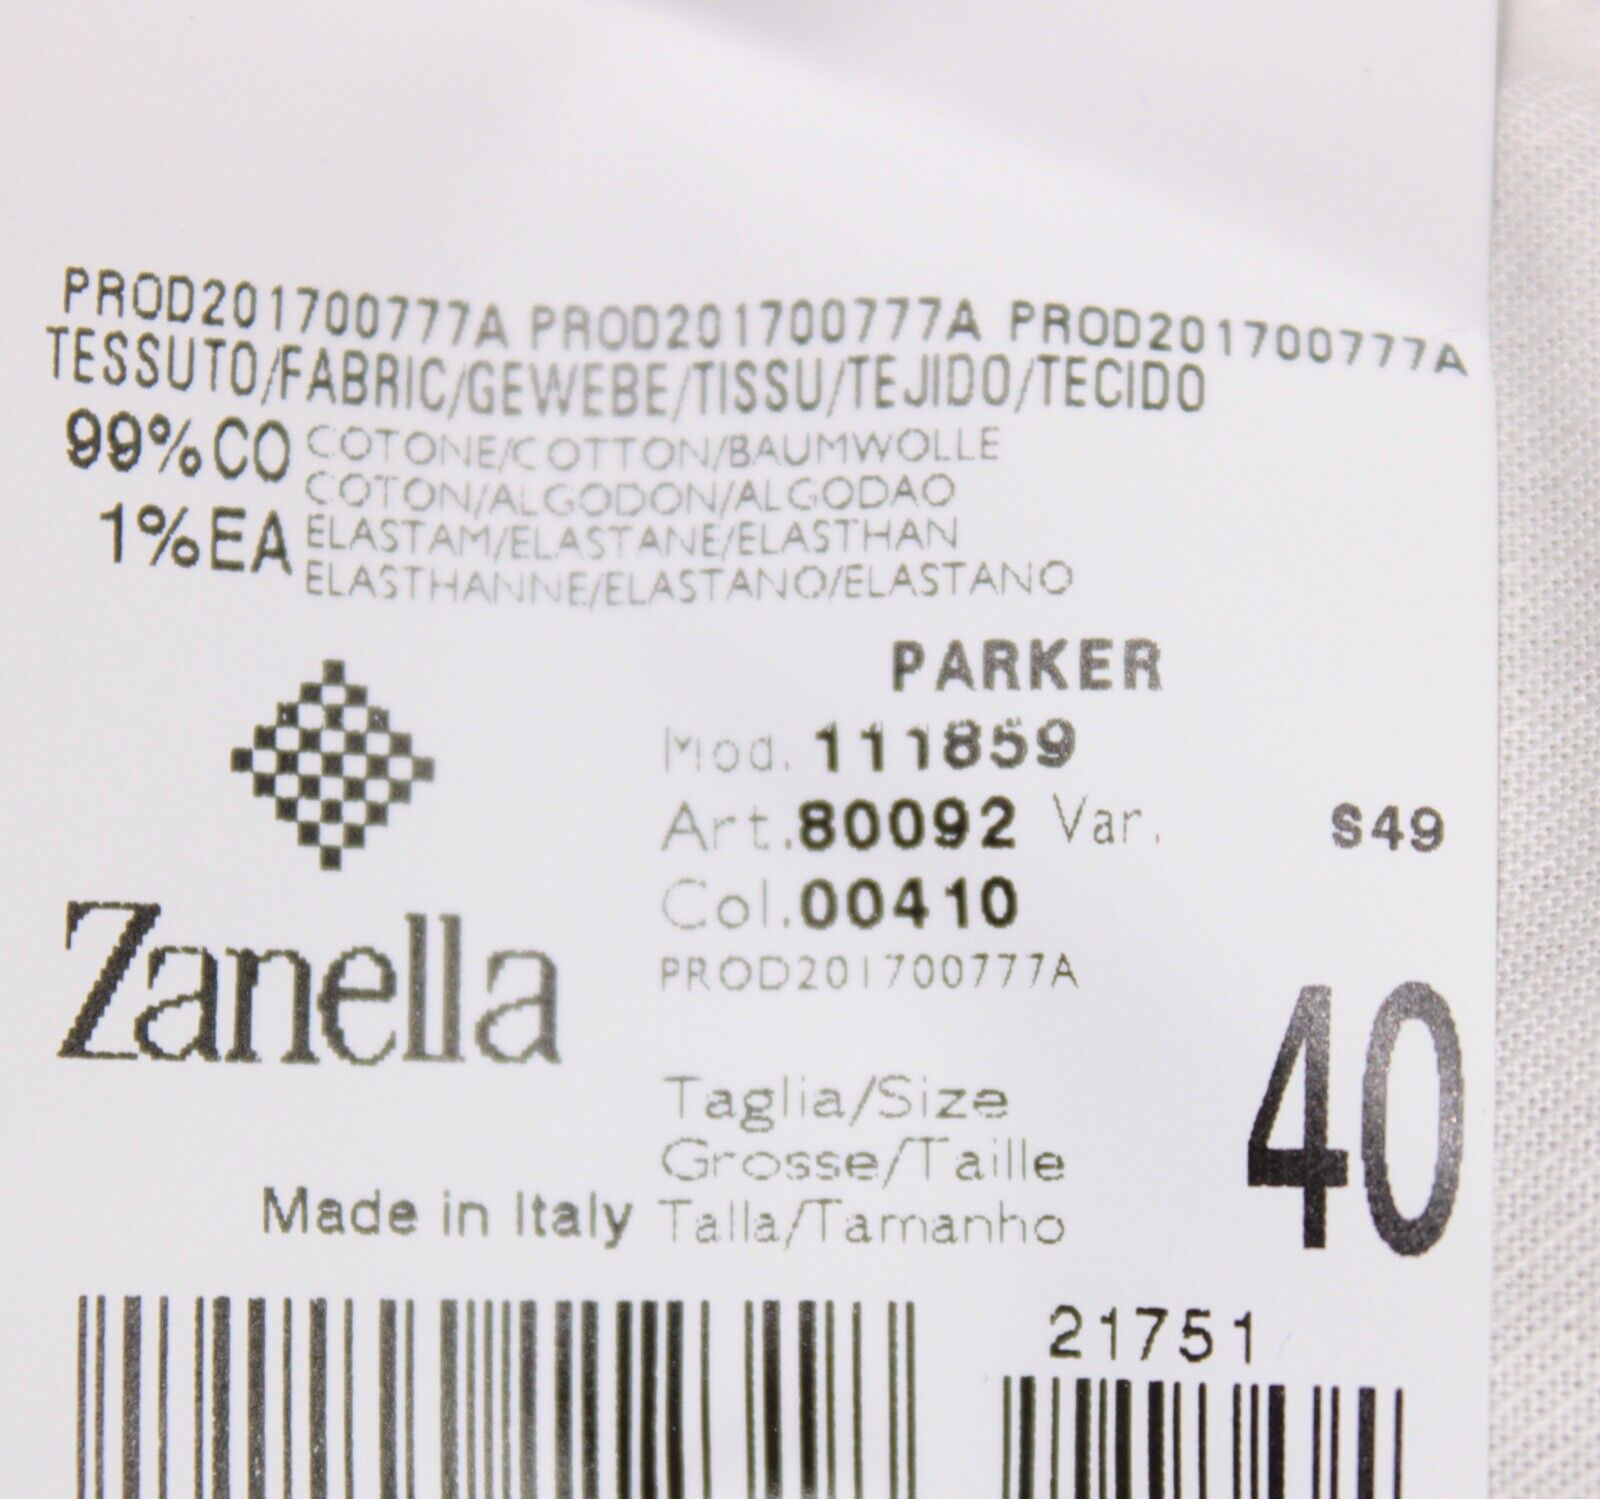 PROD201700777A PROD201700777A PROD201700777A
TESSUTO/FABRIC/GEWEBE/TISSU/TEJIDO/TECIDO
99%CO COTONE/COTTON/BAUMWOLLE
COTON/ALGODON/ALGODAO
1%EA ELASTAM/ELASTANE/ELASTHAN
ELASTHANNE/ELASTANO/ELASTANO
PARKER
Mod. 111859
Art.80092 Var. S49
Col.00410
PROD201700777A
Zanella
40
Taglia/Size
Grosse/Taille
Made in Italy Talla/Tamanho
21751